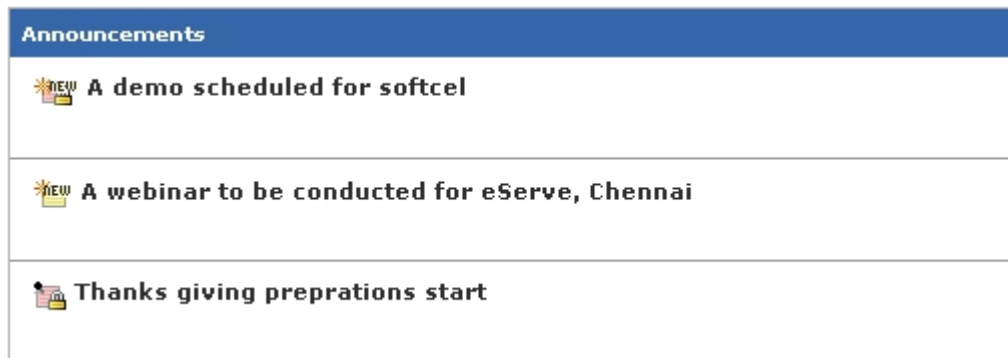 Announcements
NEW A demo scheduled for softcel
NEW A webinar to be conducted for eServe, Chennai
Thanks giving preprations start